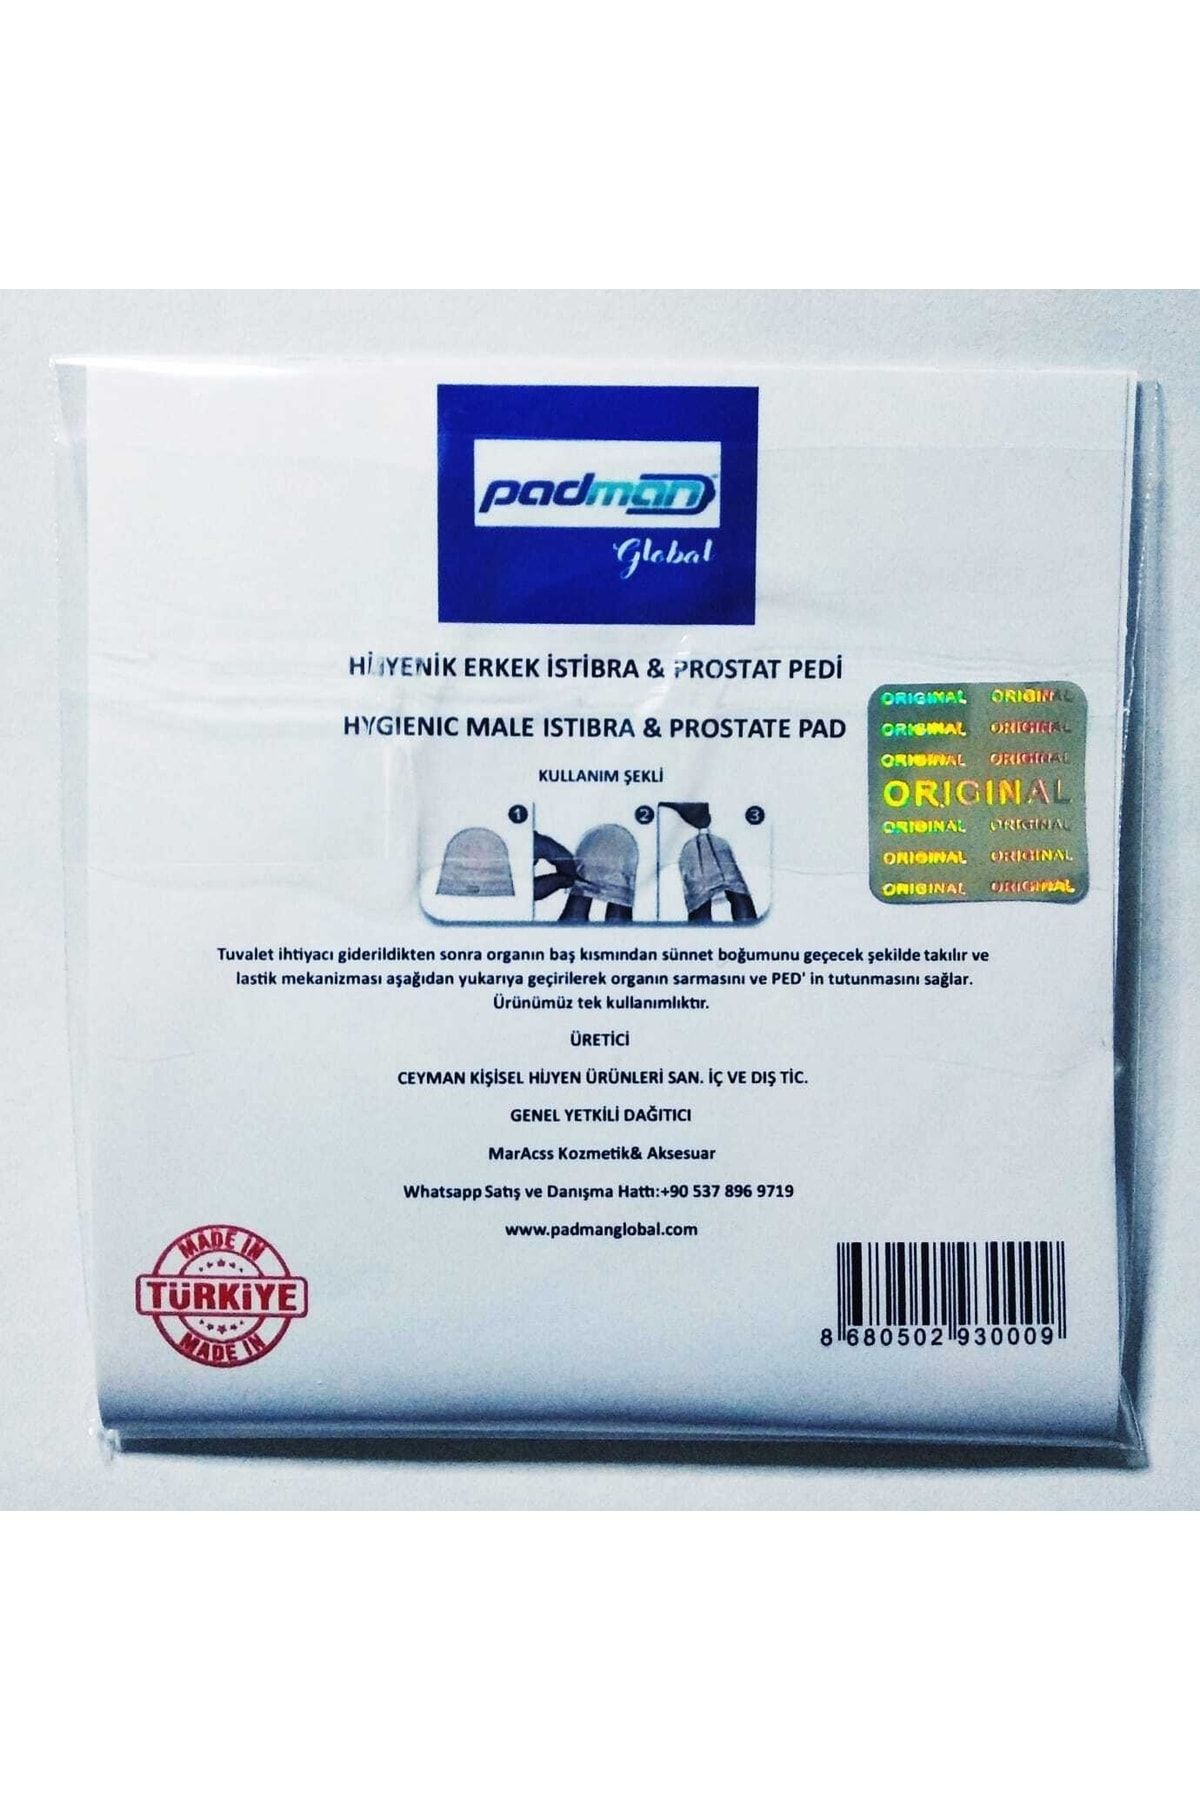 padman
Global
HİJYENİK ERKEK İSTİBRA & PROSTAT PEDİ
HYGIENIC MALE ISTIBRA & PROSTATE PAD
KULLANIM ŞEKLİ
1 2 3
ORIGINAL ORIGINAL
ORIGINAL ORIGINAL
ORIGINAL ORIGINAL
ORIGINAL
ORIGINAL ORIGINAL
ORIGINAL ORIGINAL
ORIGINAL ORIGINAL
Tuvalet ihtiyacı giderildikten sonra organın baş kısmından sünnet boğumunu geçecek şekilde takılır ve
lastik mekanizması aşağıdan yukarıya geçirilerek organın sarmasını ve PED' in tutunmasını sağlar.
Ürünümüz tek kullanımlıktır.
ÜRETİCİ
CEYMAN KİŞİSEL HİJYEN ÜRÜNLERİ SAN. İÇ VE DIŞ TİC.
GENEL YETKİLİ DAĞITICI
MarAcss Kozmetik& Aksesuar
Whatsapp Satış ve Danışma Hattı:+90 537 896 9719
www.padmanglobal.com
MADE IN
TÜRKİYE
MADE IN
8 680502 930009